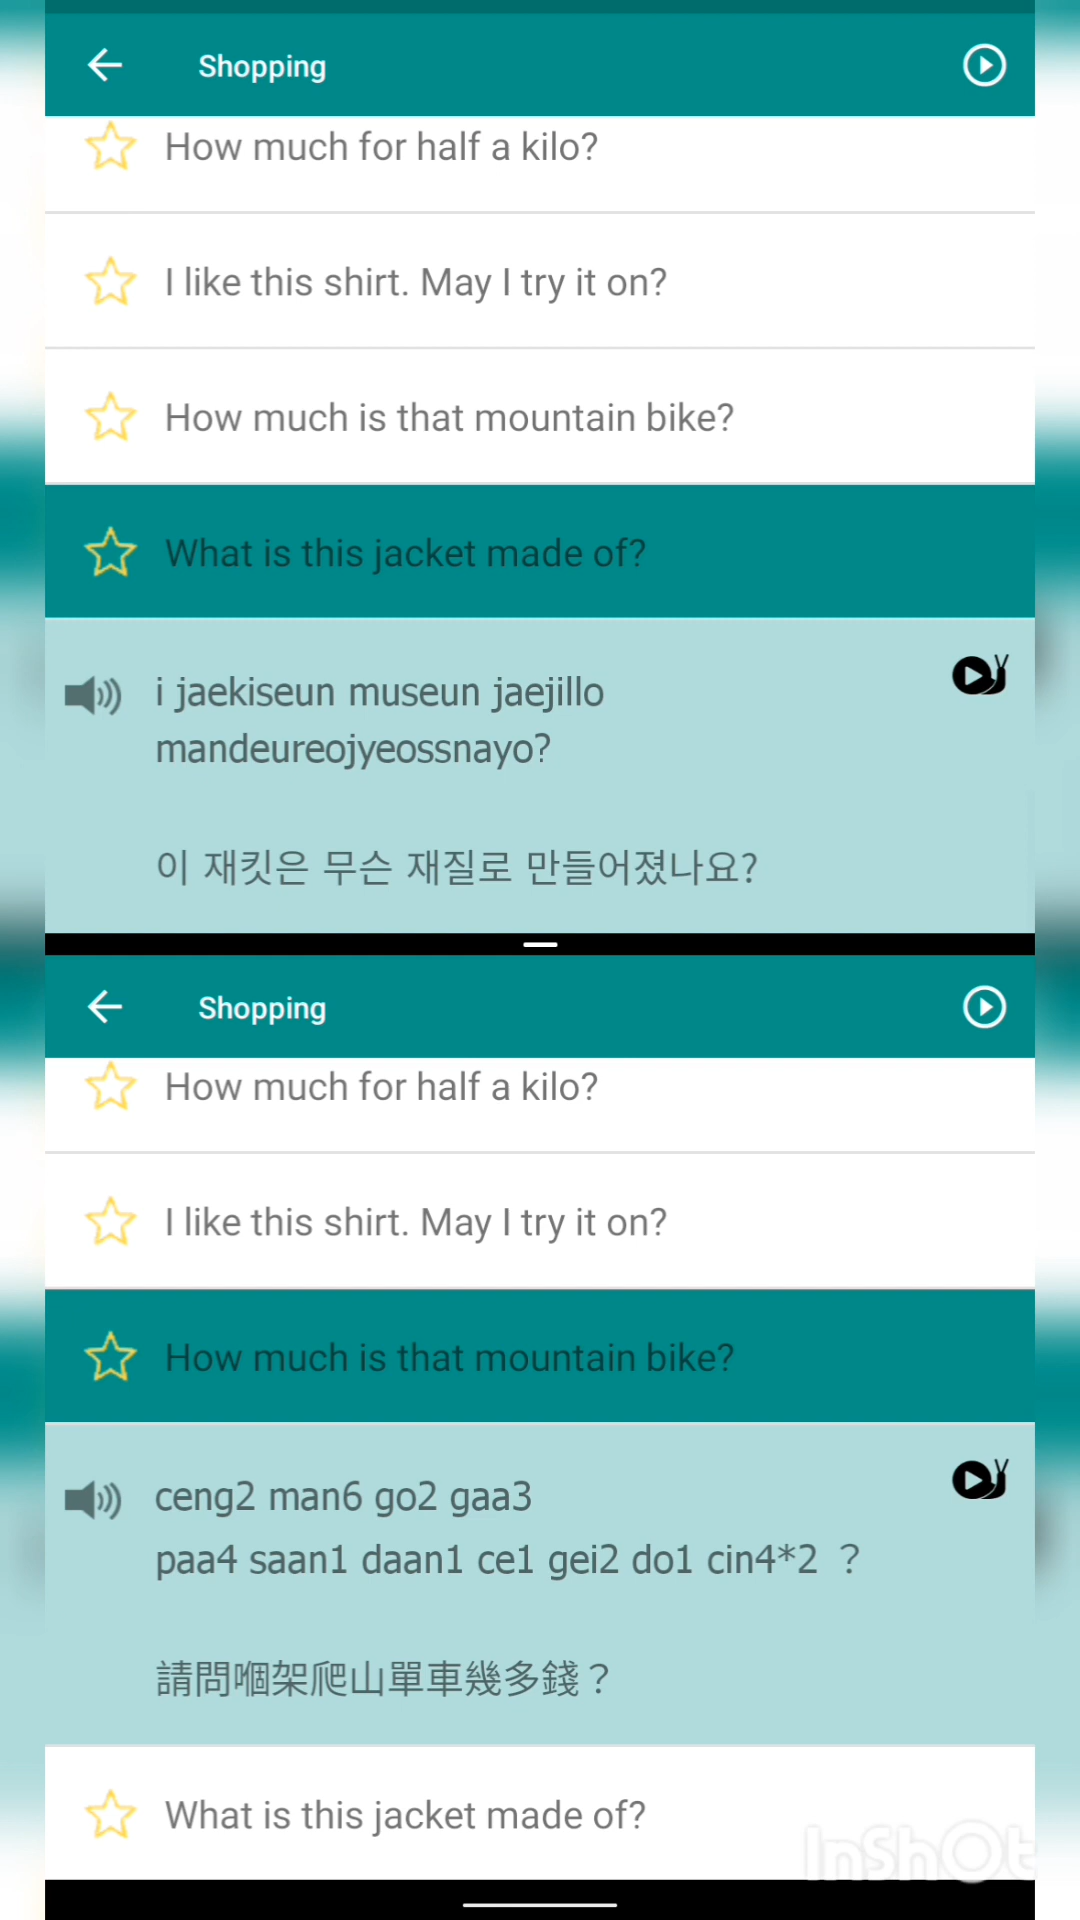 Shopping
How much for half a kilo?
I like this shirt. May I try it on?
How much is that mountain bike?
What is this jacket made of?
i jaekiseun museun jaejillo
mandeureojyeossnayo?
이 재킷은 무슨 재질로 만들어졌나요?
Shopping
How much for half a kilo?
I like this shirt. May I try it on?
How much is that mountain bike?
ceng2 man6 go2 gaa3
paa4 saan1 daan1 ce1 gei2 do1 cin4*2 ？
請問嗰架爬山單車幾多錢？
What is this jacket made of?
InShOt